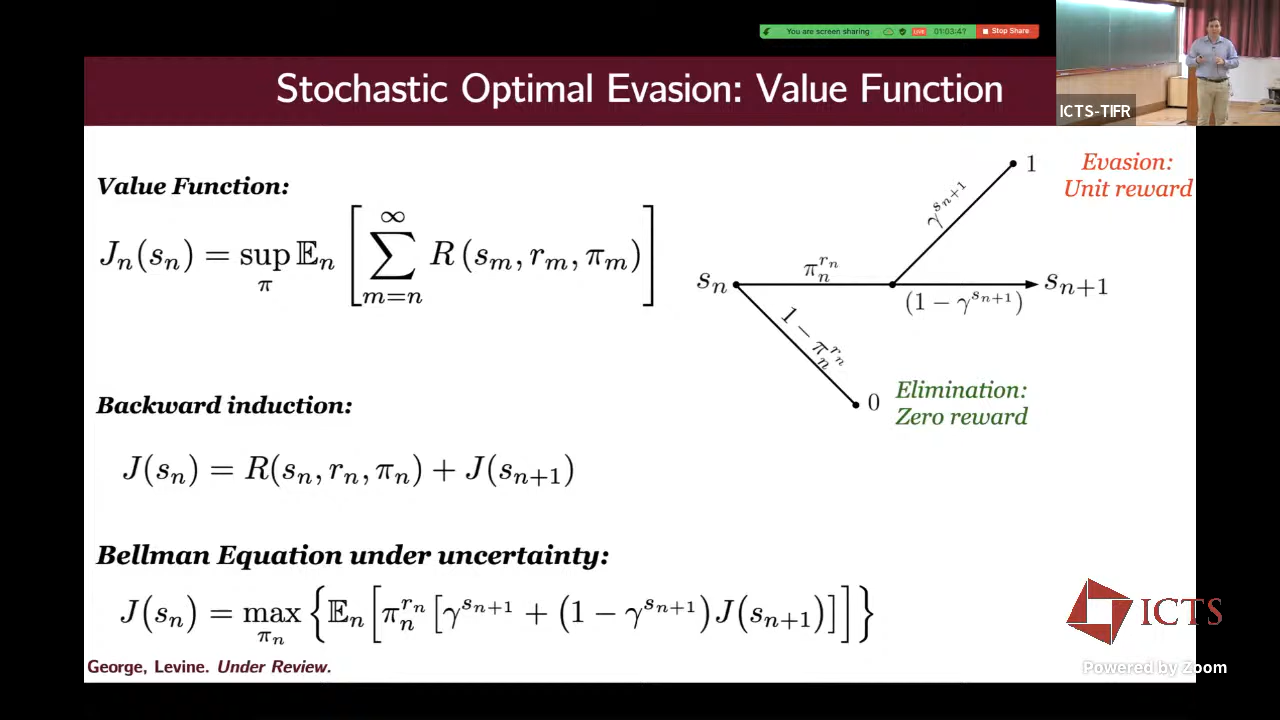 You are screen sharing LIVE 01:03:47 Stop Share
Stochastic Optimal Evasion: Value Function
ICTS-TIFR
Value Function:
J_n(s_n) = sup_π 𝔼_n [ ∑_{m=n}^{∞} R (s_m, r_m, π_m) ]
Evasion:
Unit reward
1
γ^{s_{n+1}}
s_n
π_n^{r_n}
s_{n+1}
(1 − γ^{s_{n+1}})
1 − π_n^{r_n}
0
Elimination:
Zero reward
Backward induction:
J(s_n) = R(s_n, r_n, π_n) + J(s_{n+1})
Bellman Equation under uncertainty:
J(s_n) = max_{π_n} { 𝔼_n [ π_n^{r_n} [ γ^{s_{n+1}} + (1 − γ^{s_{n+1}}) J(s_{n+1}) ] ] }
George, Levine. Under Review.
ICTS
Powered by Zoom